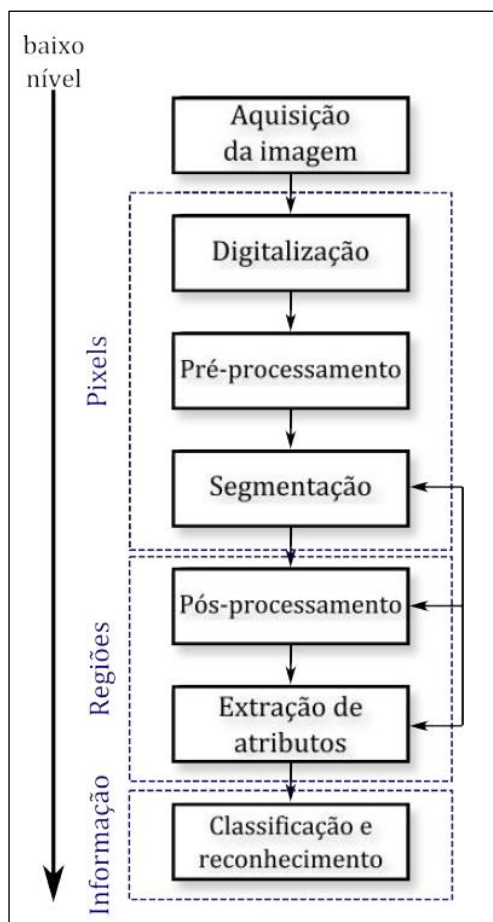 baixo
nível
Aquisição
da imagem
Digitalização
Pré-processamento
Segmentação
Pixels
Pós-processamento
Extração de
atributos
Regiões
Classificação e
reconhecimento
Informação